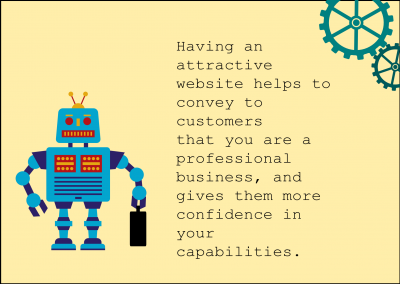 Having an
attractive
website helps to
convey to
customers
that you are a
professional
business, and
gives them more
confidence in
your
capabilities.